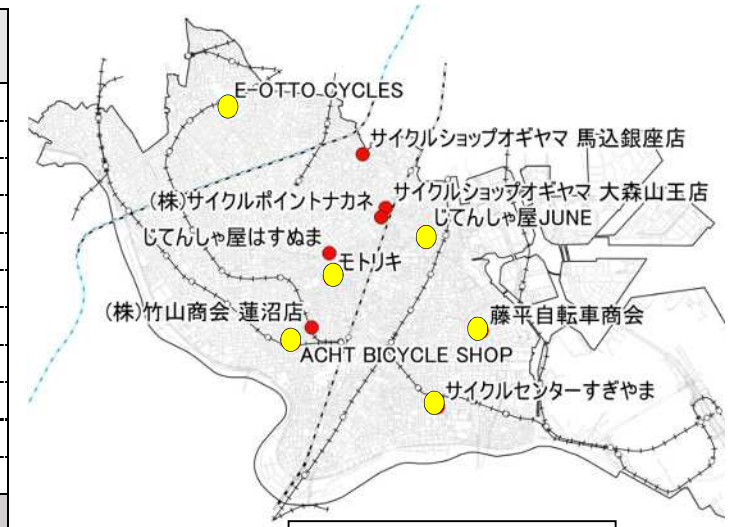 E-OTTO CYCLES
サイクルショップオギヤマ 馬込銀座店
(株)サイクルポイントナカネ
サイクルショップオギヤマ 大森山王店
じてんしゃ屋JUNE
じてんしゃ屋はすぬま
モトリキ
(株)竹山商会 蓮沼店
藤平自転車商会
ACHT BICYCLE SHOP
サイクルセンターすぎやま